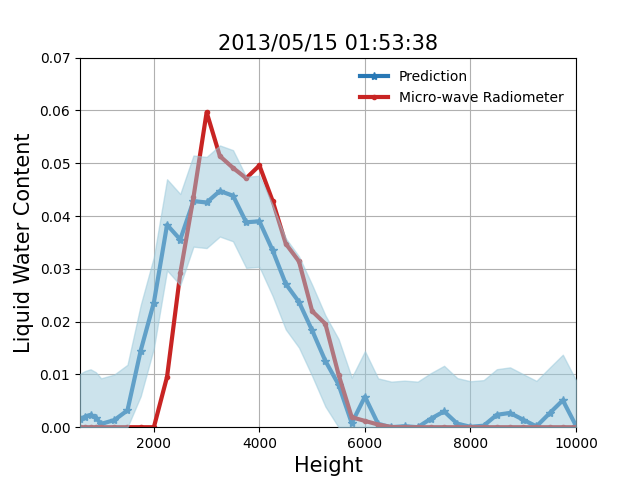 2013/05/15 01:53:38
Prediction
Micro-wave Radiometer
Liquid Water Content
0.07
0.06
0.05
0.04
0.03
0.02
0.01
0.00
2000 4000 6000 8000 10000
Height